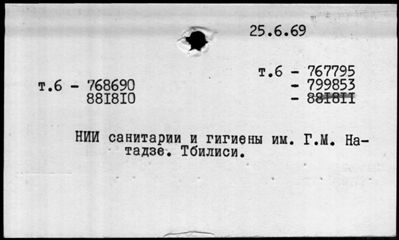 25.6.69
т.6 - 767795
т.6 - 768690 - 799853
881810 - 881811
НИИ санитарии и гигиены им. Г.М. На-
тадзе. Тбилиси.